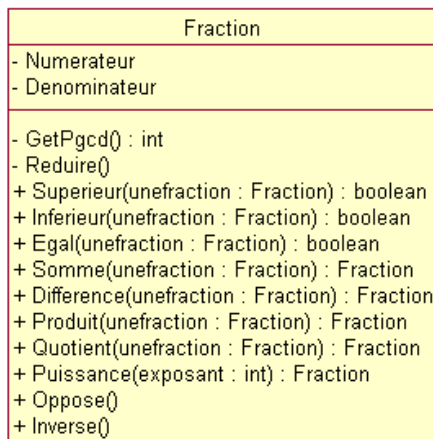 Fraction
- Numerateur
- Denominateur
- GetPgcd() : int
- Reduire()
+ Superieur(unefraction : Fraction) : boolean
+ Inferieur(unefraction : Fraction) : boolean
+ Egal(unefraction : Fraction) : boolean
+ Somme(unefraction : Fraction) : Fraction
+ Difference(unefraction : Fraction) : Fraction
+ Produit(unefraction : Fraction) : Fraction
+ Quotient(unefraction : Fraction) : Fraction
+ Puissance(exposant : int) : Fraction
+ Oppose()
+ Inverse()